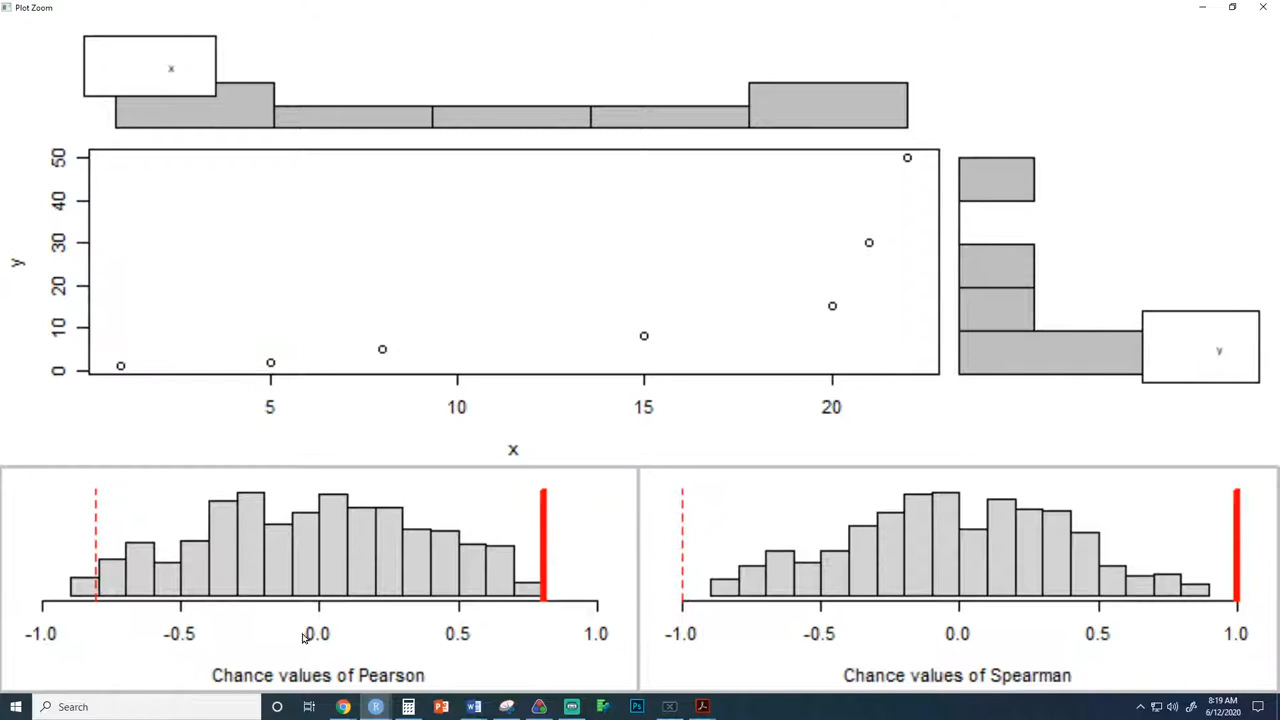 Plot Zoom
x
50
40
30
20
10
0
y
y
5 10 15 20
x
-1.0 -0.5 0.0 0.5 1.0
Chance values of Pearson
-1.0 -0.5 0.0 0.5 1.0
Chance values of Spearman
Search
8:19 AM
6/12/2020